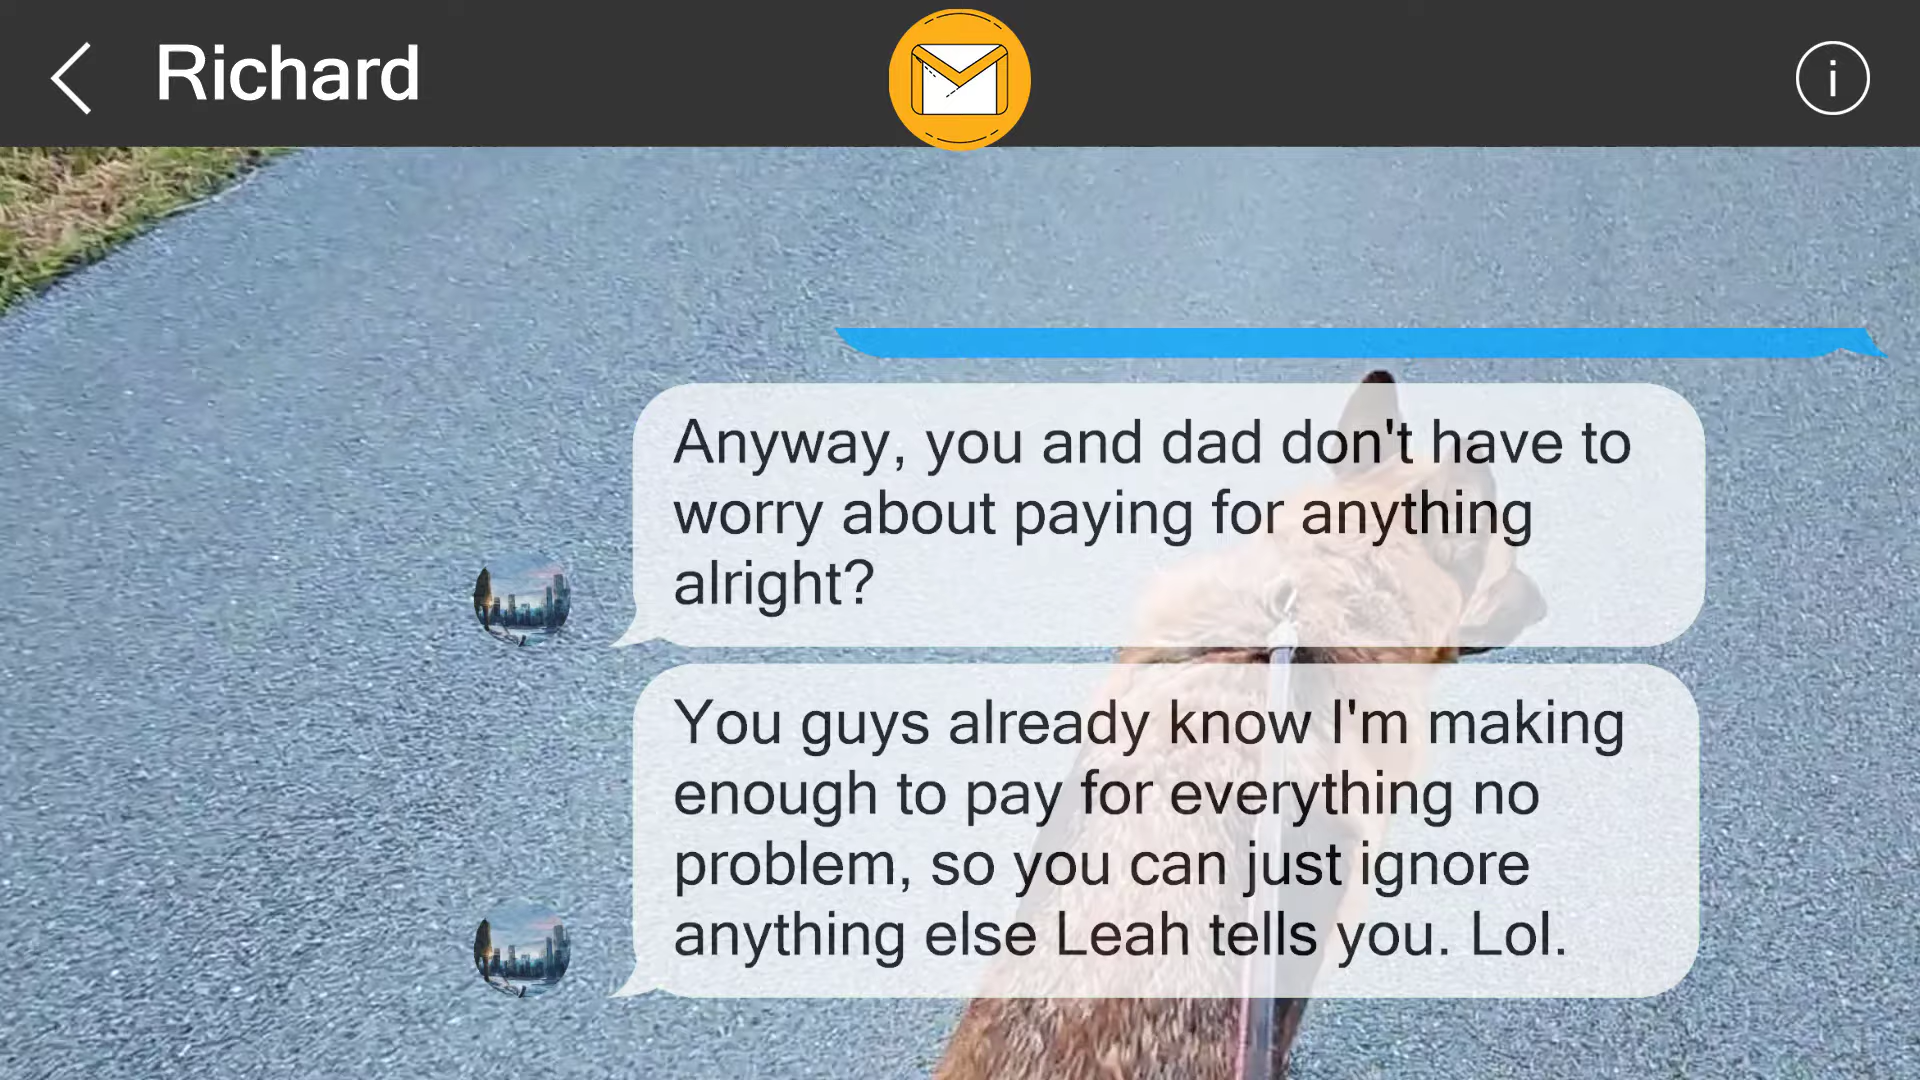 Richard
Anyway, you and dad don't have to
worry about paying for anything
alright?
You guys already know I'm making
enough to pay for everything no
problem, so you can just ignore
anything else Leah tells you. Lol.